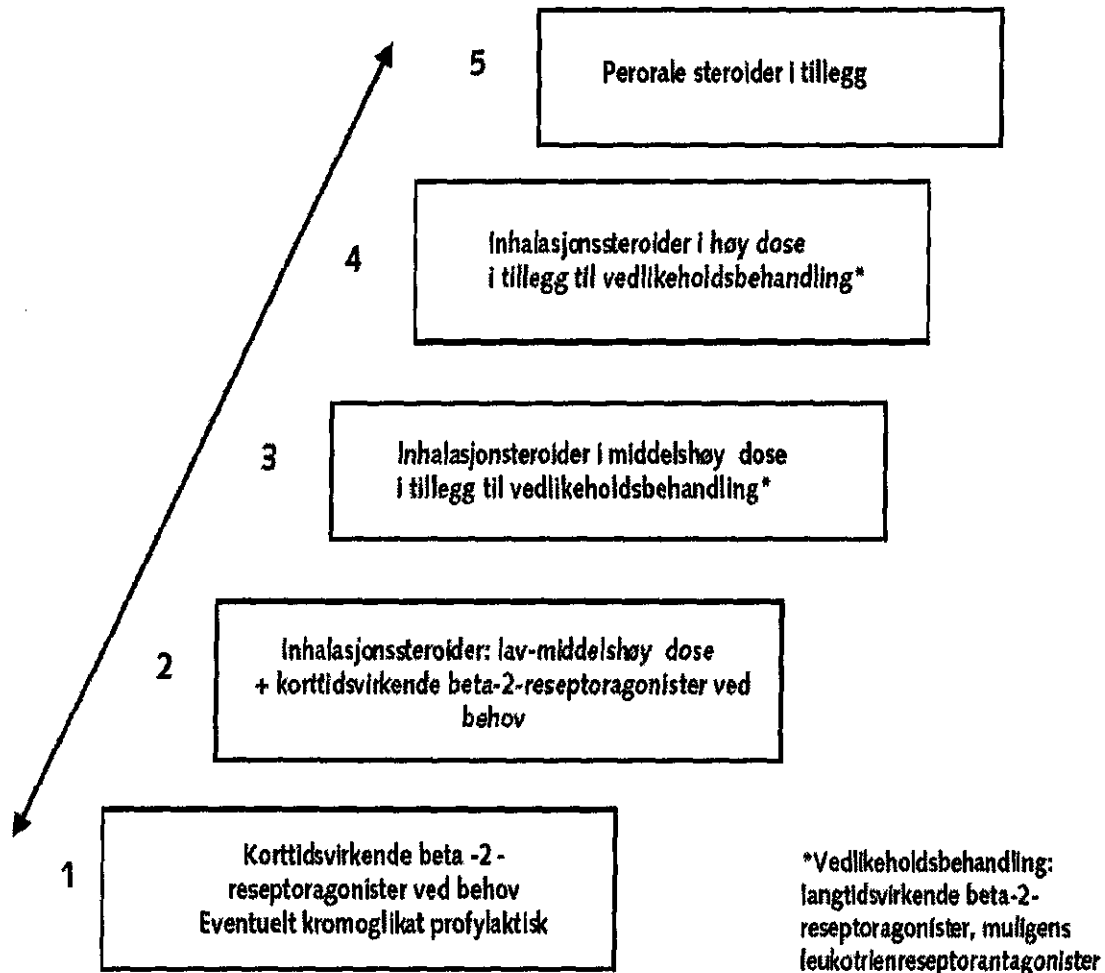 5
Perorale steroider i tillegg
4
Inhalasjonssteroider i høy dose
i tillegg til vedlikeholdsbehandling*
3
Inhalasjonsteroider i middelshøy dose
i tillegg til vedlikeholdsbehandling*
2
Inhalasjonssteroider: lav-middelshøy dose
+ korttidsvirkende beta-2-reseptoragonister ved
behov
1
Korttidsvirkende beta -2 -
reseptoragonister ved behov
Eventuelt kromoglikat profylaktisk
*Vedlikeholdsbehandling:
langtidsvirkende beta-2-
reseptoragonister, muligens
leukotrienreseptorantagonister